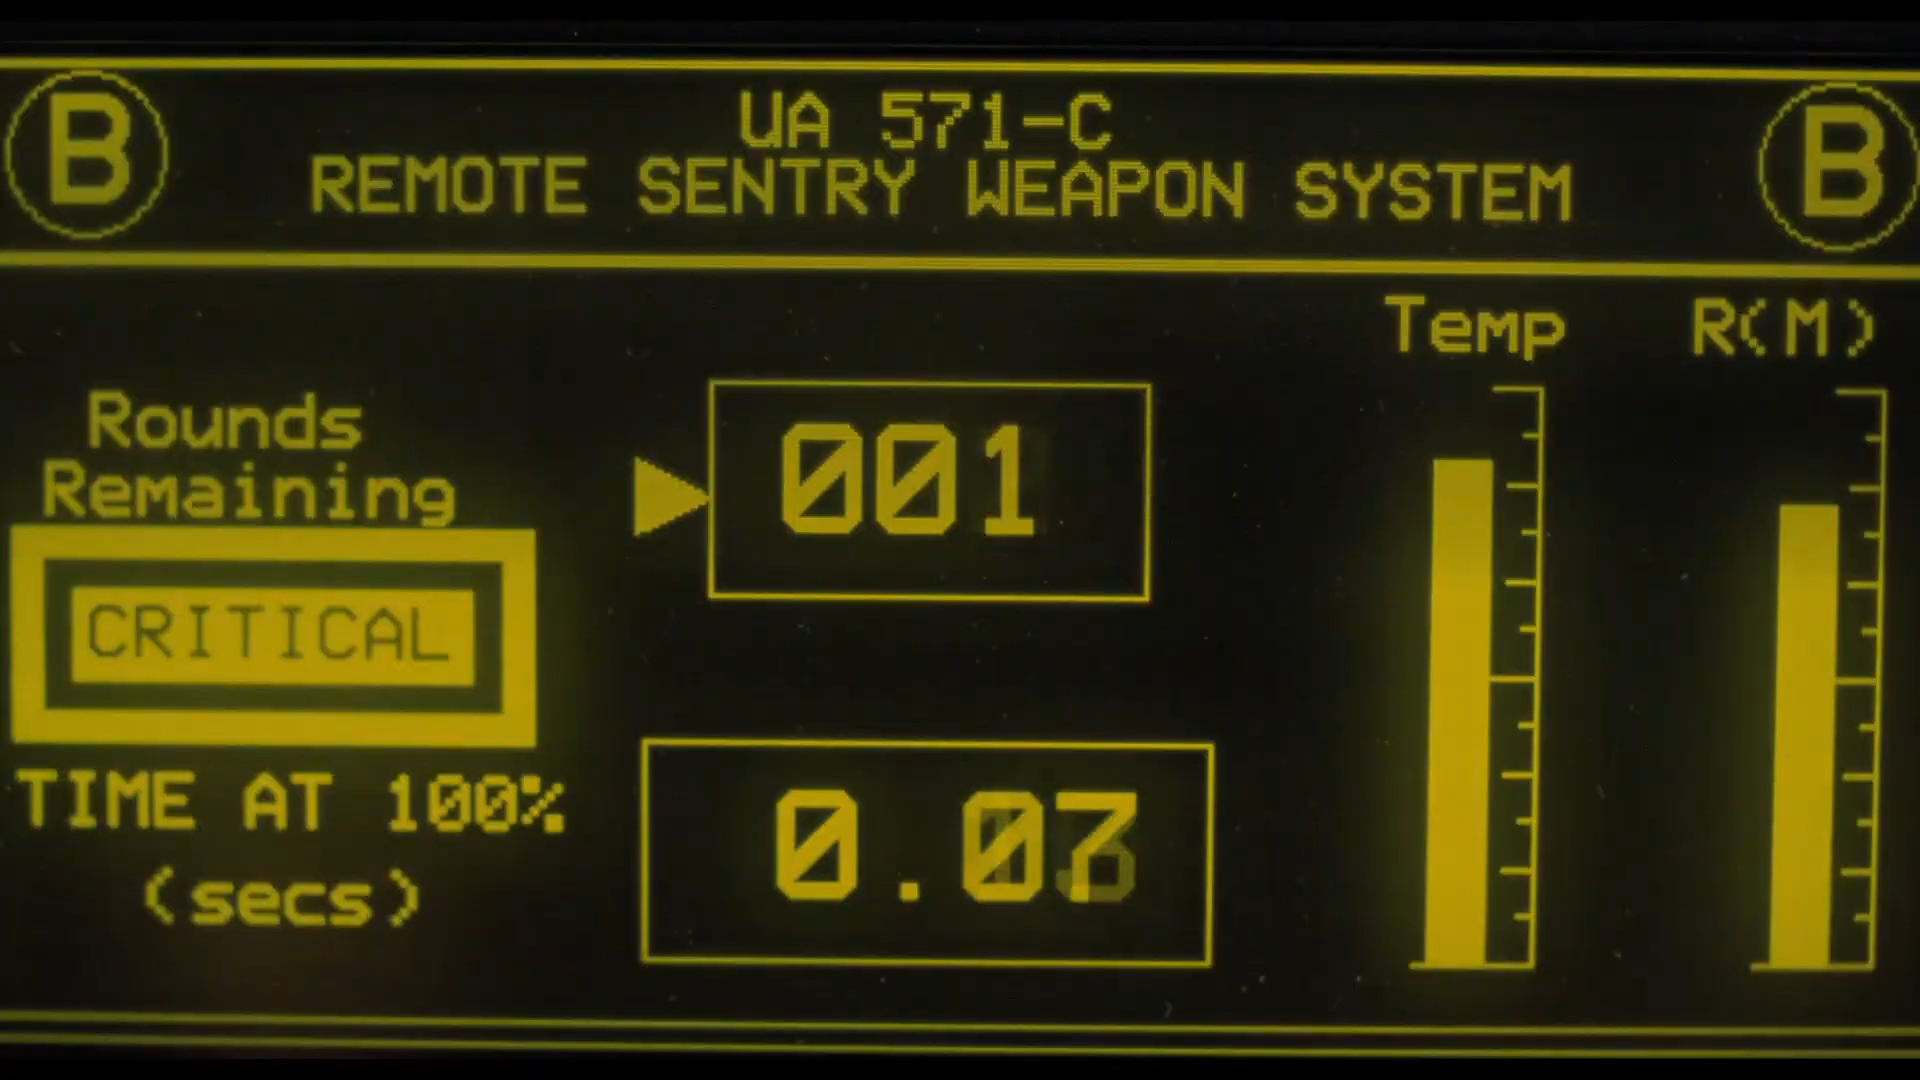 B
UA 571-C
B
REMOTE SENTRY WEAPON SYSTEM
Temp
R(M)
Rounds
Remaining
001
CRITICAL
TIME AT 100%
(secs)
0.07